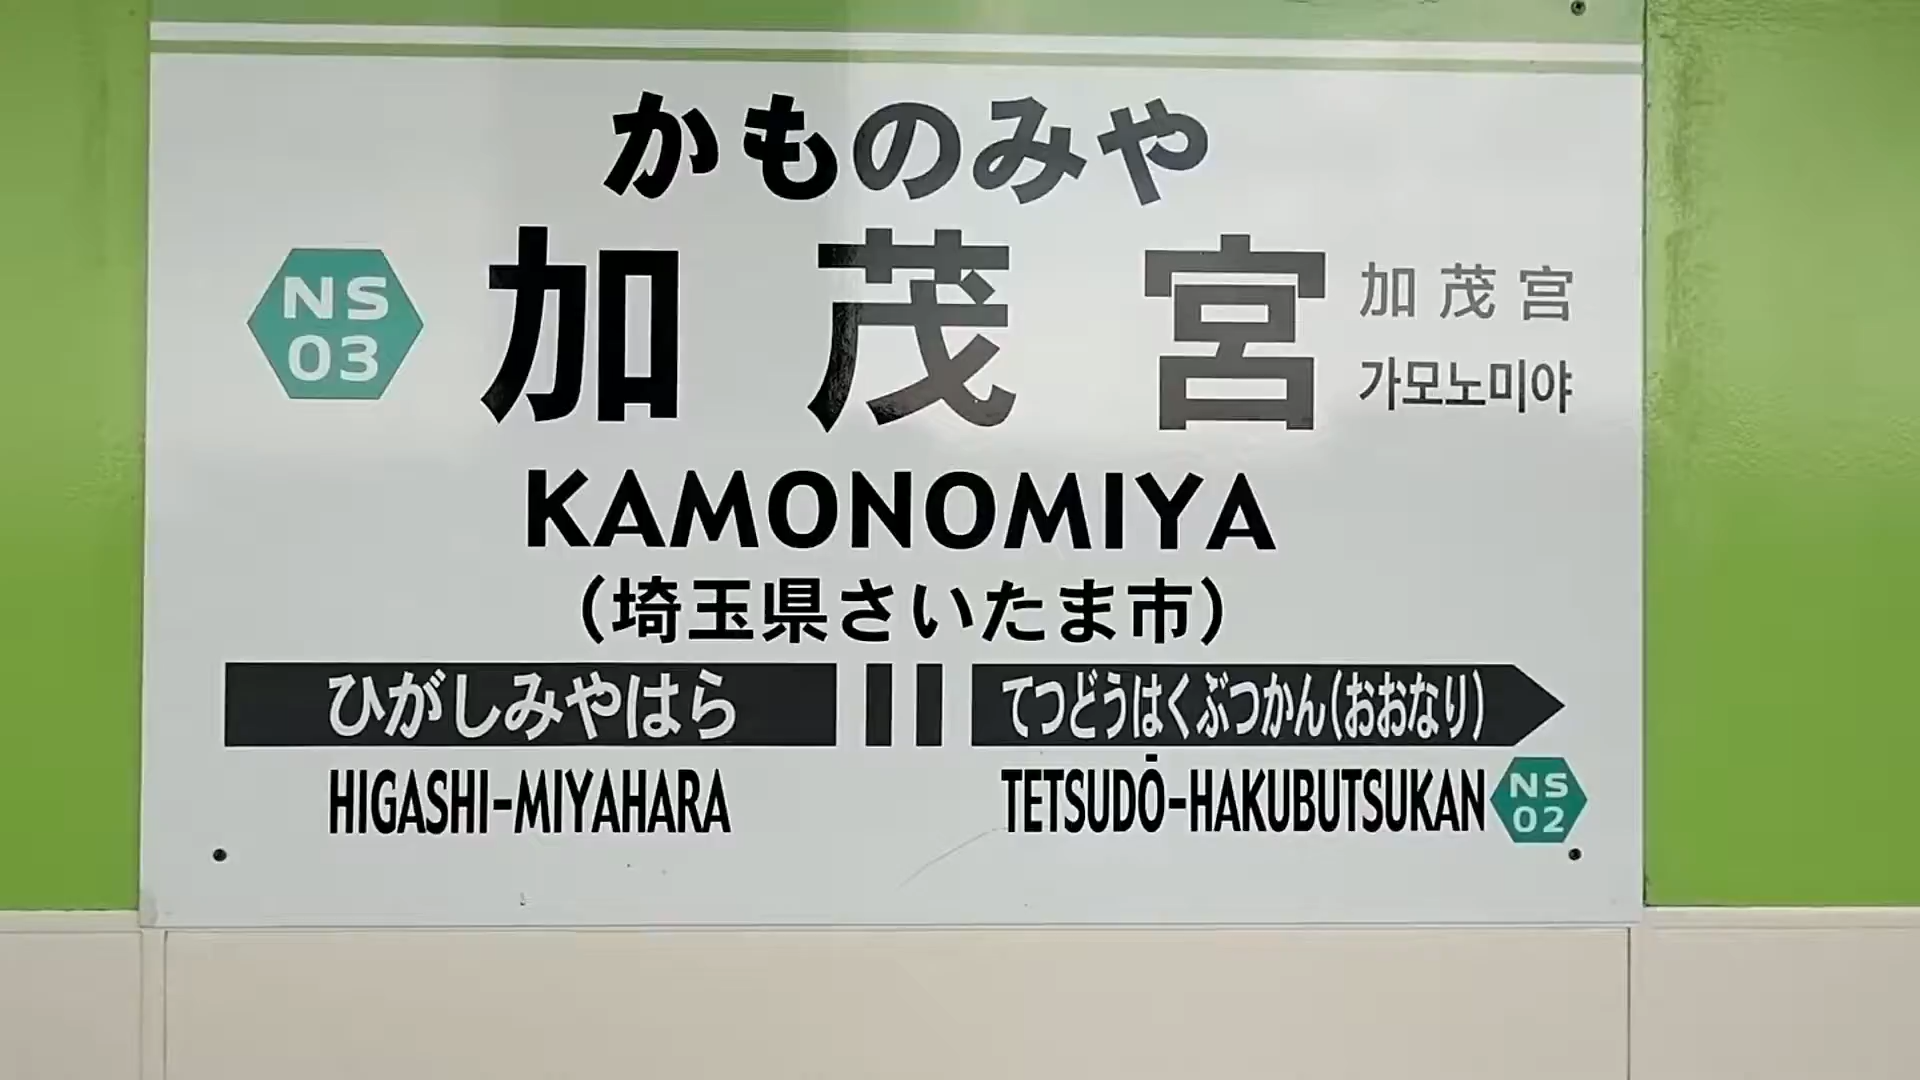 かものみや
NS
03
加茂宮
加茂宫
가모노미야
KAMONOMIYA
（埼玉県さいたま市）
ひがしみやはら
てつどうはくぶつかん(おおなり)
HIGASHI-MIYAHARA
TETSUDŌ-HAKUBUTSUKAN
NS
02